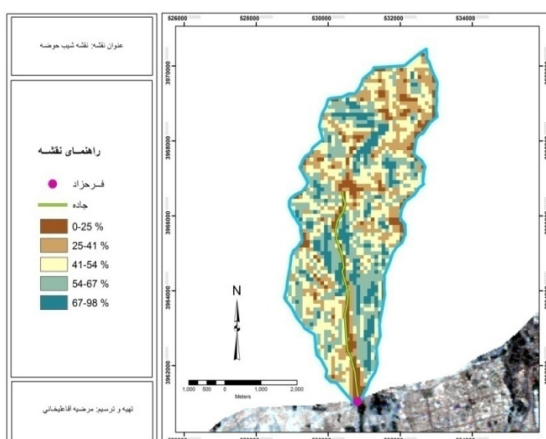 عنوان نقشه: نقشه شیب حوضه
راهنمای نقشه
فرحزاد
جاده
0-25 %
25-41 %
41-54 %
54-67 %
67-98 %
تهیه و ترسیم: مرضیه آقاعلیخانی
526000 528000 530000 532000 534000
3970000
3968000
3966000
3964000
3962000
N
1,000 500 0 1,000 2,000
Meters